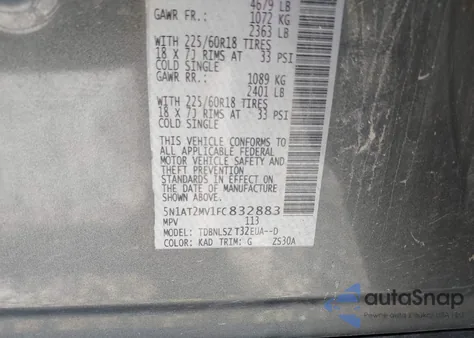 4679 LB
GAWR FR.: 1072 KG
2363 LB
WITH 225/60R18 TIRES
18 X 7J RIMS AT 33 PSI
COLD SINGLE
GAWR RR.: 1089 KG
2401 LB
WITH 225/60R18 TIRES
18 X 7J RIMS AT 33 PSI
COLD SINGLE
THIS VEHICLE CONFORMS TO
ALL APPLICABLE FEDERAL
MOTOR VEHICLE SAFETY AND
THEFT PREVENTION
STANDARDS IN EFFECT ON
THE DATE OF MANUFACTURE
SHOWN ABOVE.
5N1AT2MV1FC832883
MPV 113
MODEL: TDBNLSZ T32EUA--D
COLOR: KAD TRIM: G ZS30A
autaSnap